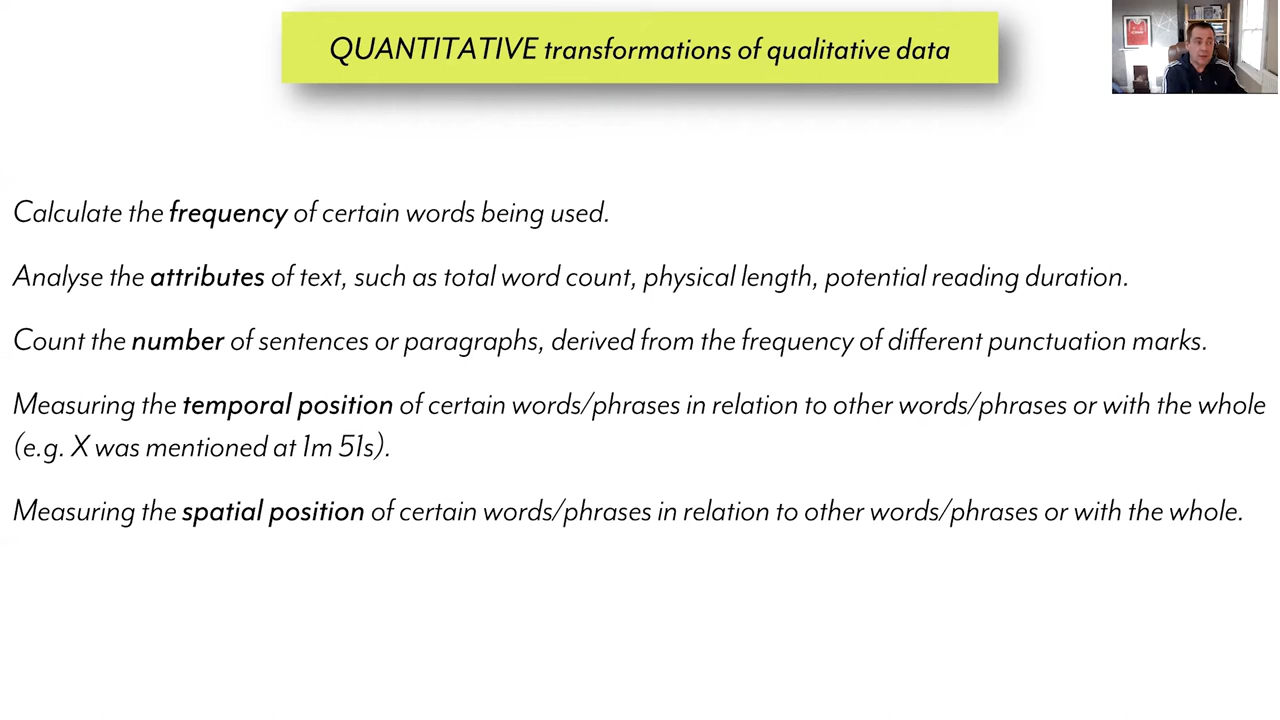 QUANTITATIVE transformations of qualitative data
Calculate the frequency of certain words being used.
Analyse the attributes of text, such as total word count, physical length, potential reading duration.
Count the number of sentences or paragraphs, derived from the frequency of different punctuation marks.
Measuring the temporal position of certain words/phrases in relation to other words/phrases or with the whole
(e.g. X was mentioned at 1m 51s).
Measuring the spatial position of certain words/phrases in relation to other words/phrases or with the whole.